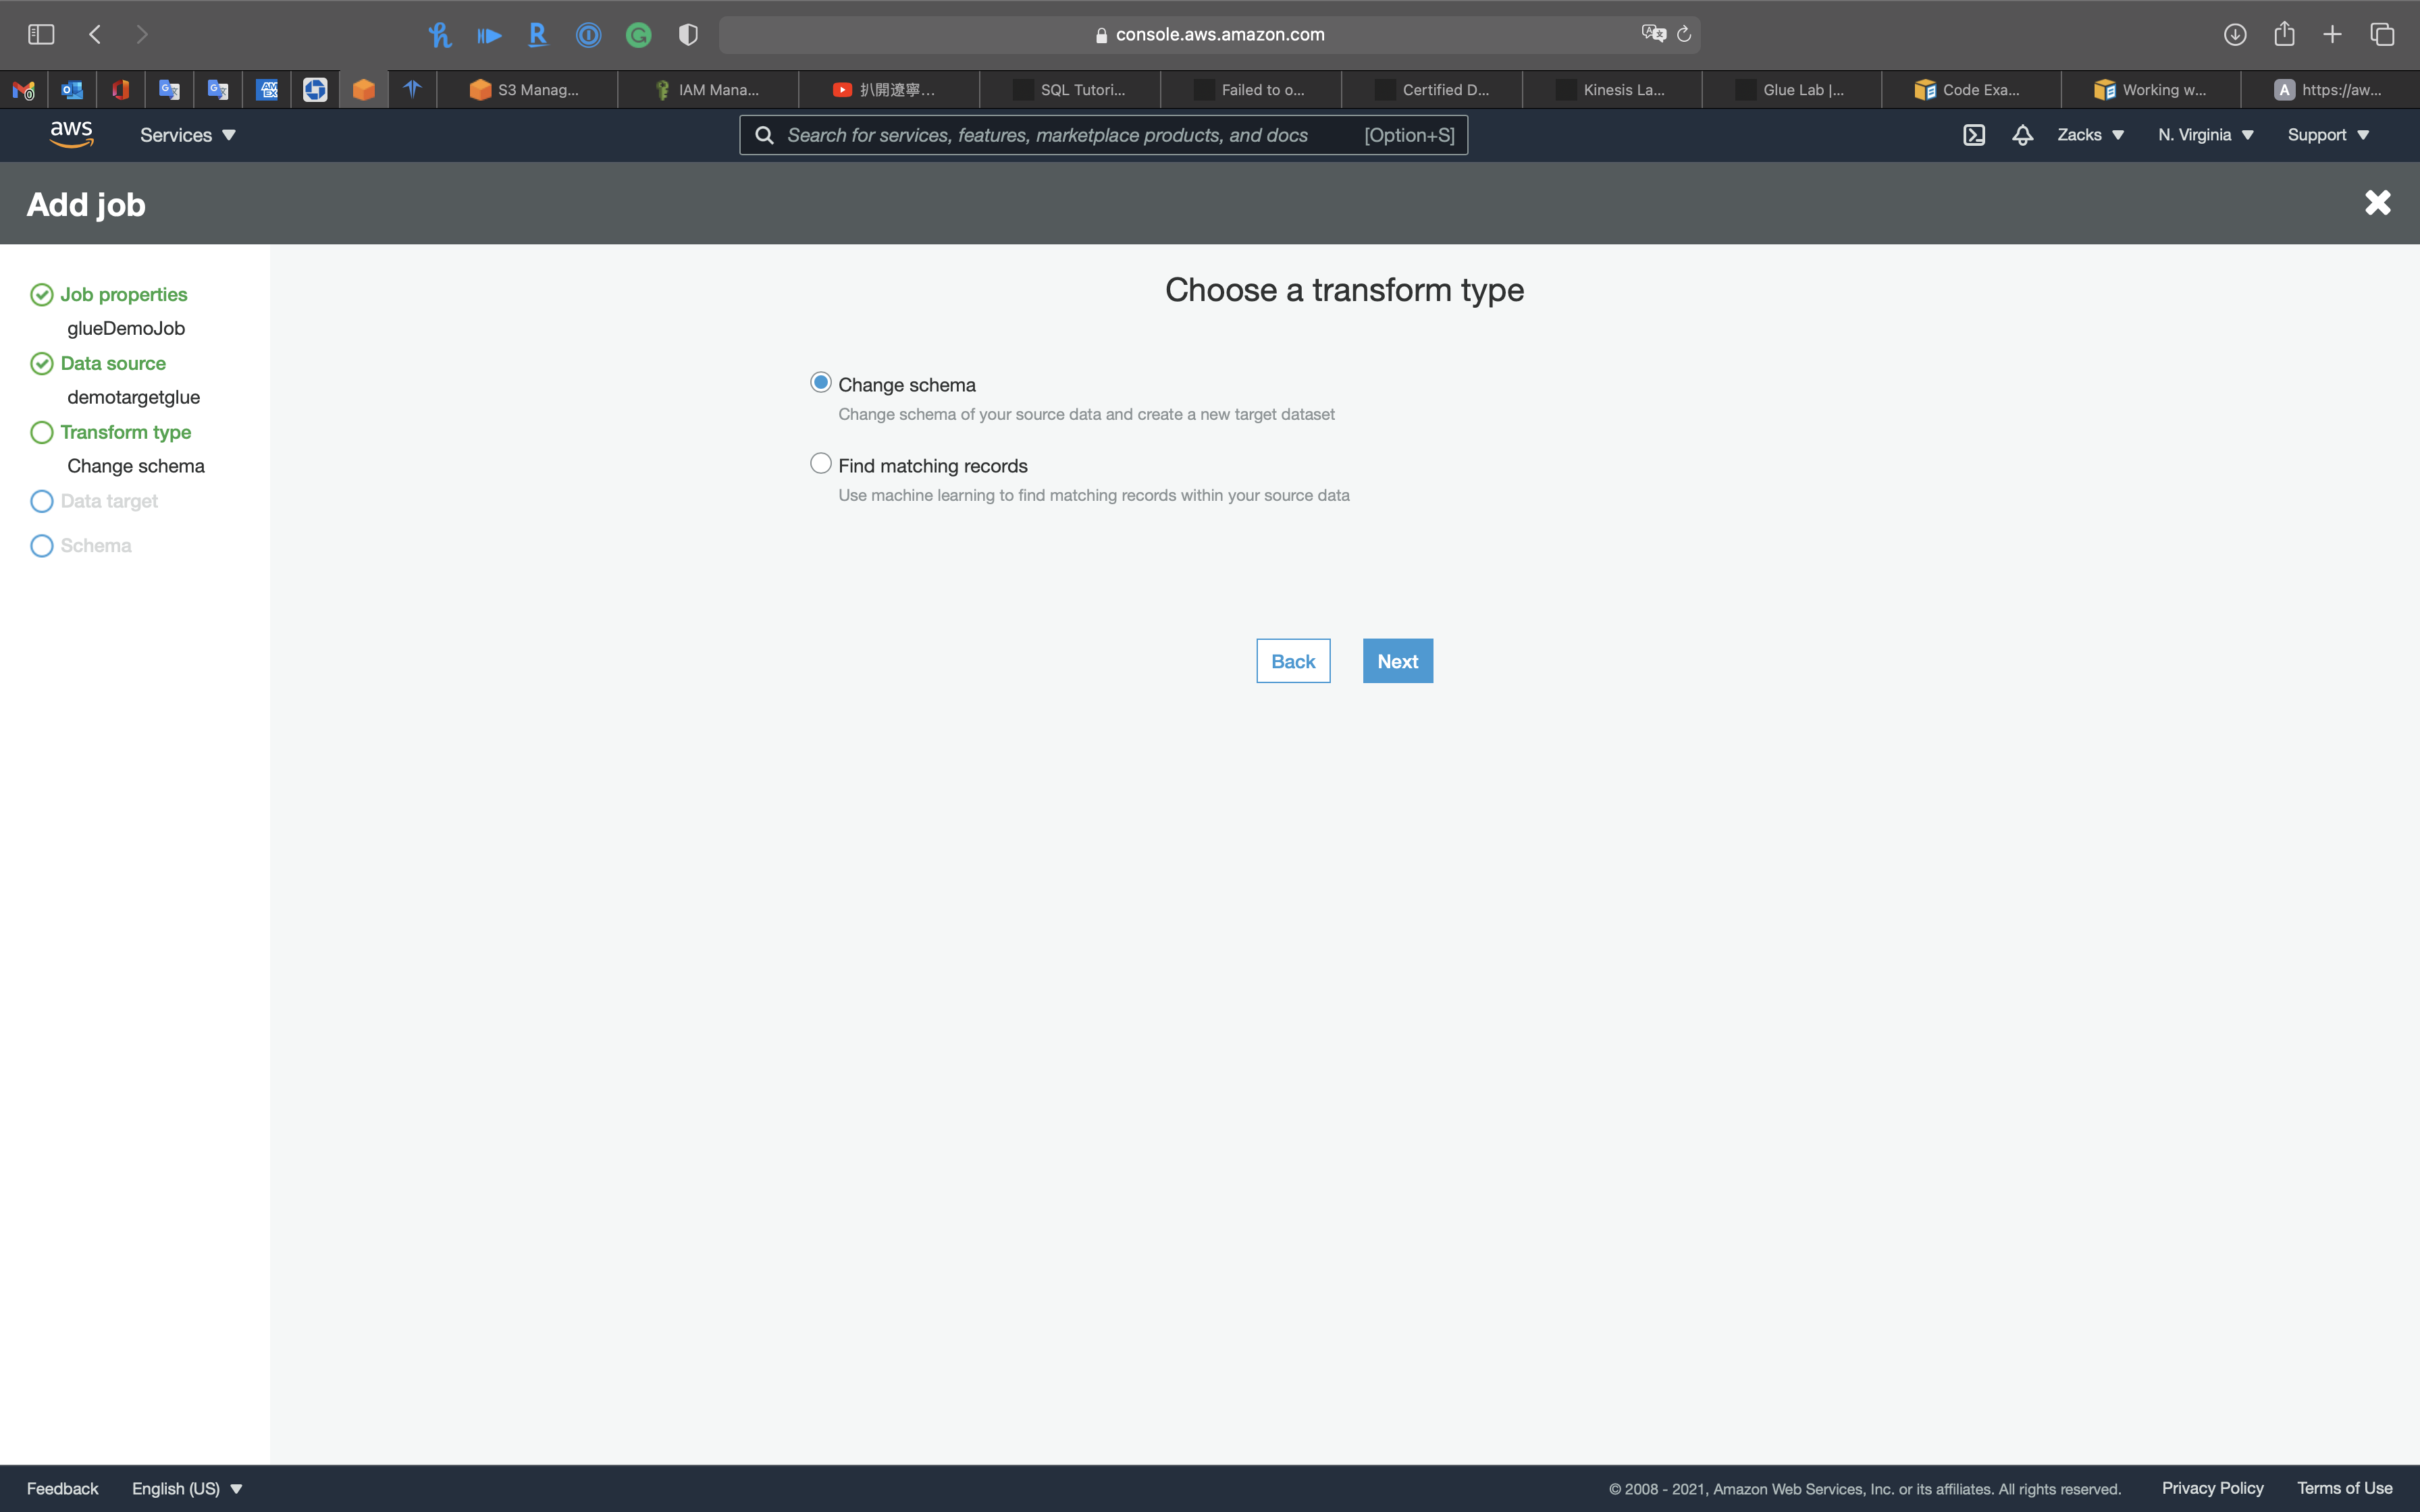 console.aws.amazon.com
S3 Manag...
IAM Mana...
扒開遼寧...
SQL Tutori...
Failed to o...
Certified D...
Kinesis La...
Glue Lab |...
Code Exa...
Working w...
A https://aw...
aws
Services
Search for services, features, marketplace products, and docs [Option+S]
Zacks
N. Virginia
Support
Add job
Job properties
glueDemoJob
Data source
demotargetglue
Transform type
Change schema
Data target
Schema
Choose a transform type
Change schema
Change schema of your source data and create a new target dataset
Find matching records
Use machine learning to find matching records within your source data
Back
Next
Feedback
English (US)
© 2008 - 2021, Amazon Web Services, Inc. or its affiliates. All rights reserved.
Privacy Policy
Terms of Use